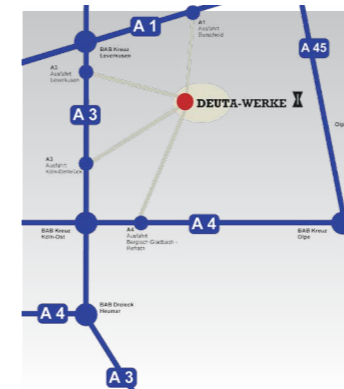 A1
Ausfahrt
Burscheid
A 1
BAB Kreuz
Leverkusen
A 45
A3
Ausfahrt
Leverkusen
DEUTA-WERKE
A 3
Olp
A3
Ausfahrt
Köln-Dellbrück
BAB Kreuz
Köln-Ost
A4
Ausfahrt
Bergisch-Gladbach -
Refrath
A 4
BAB Kreuz
Olpe
BAB Dreieck
Heumar
A 4
A 3